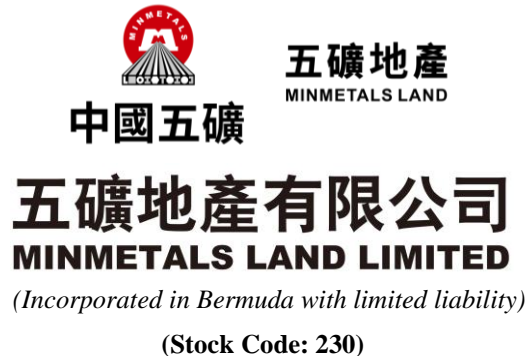 MINMETALS
中國五礦
五礦地產
MINMETALS LAND
五礦地產有限公司
MINMETALS LAND LIMITED
(Incorporated in Bermuda with limited liability)
(Stock Code: 230)